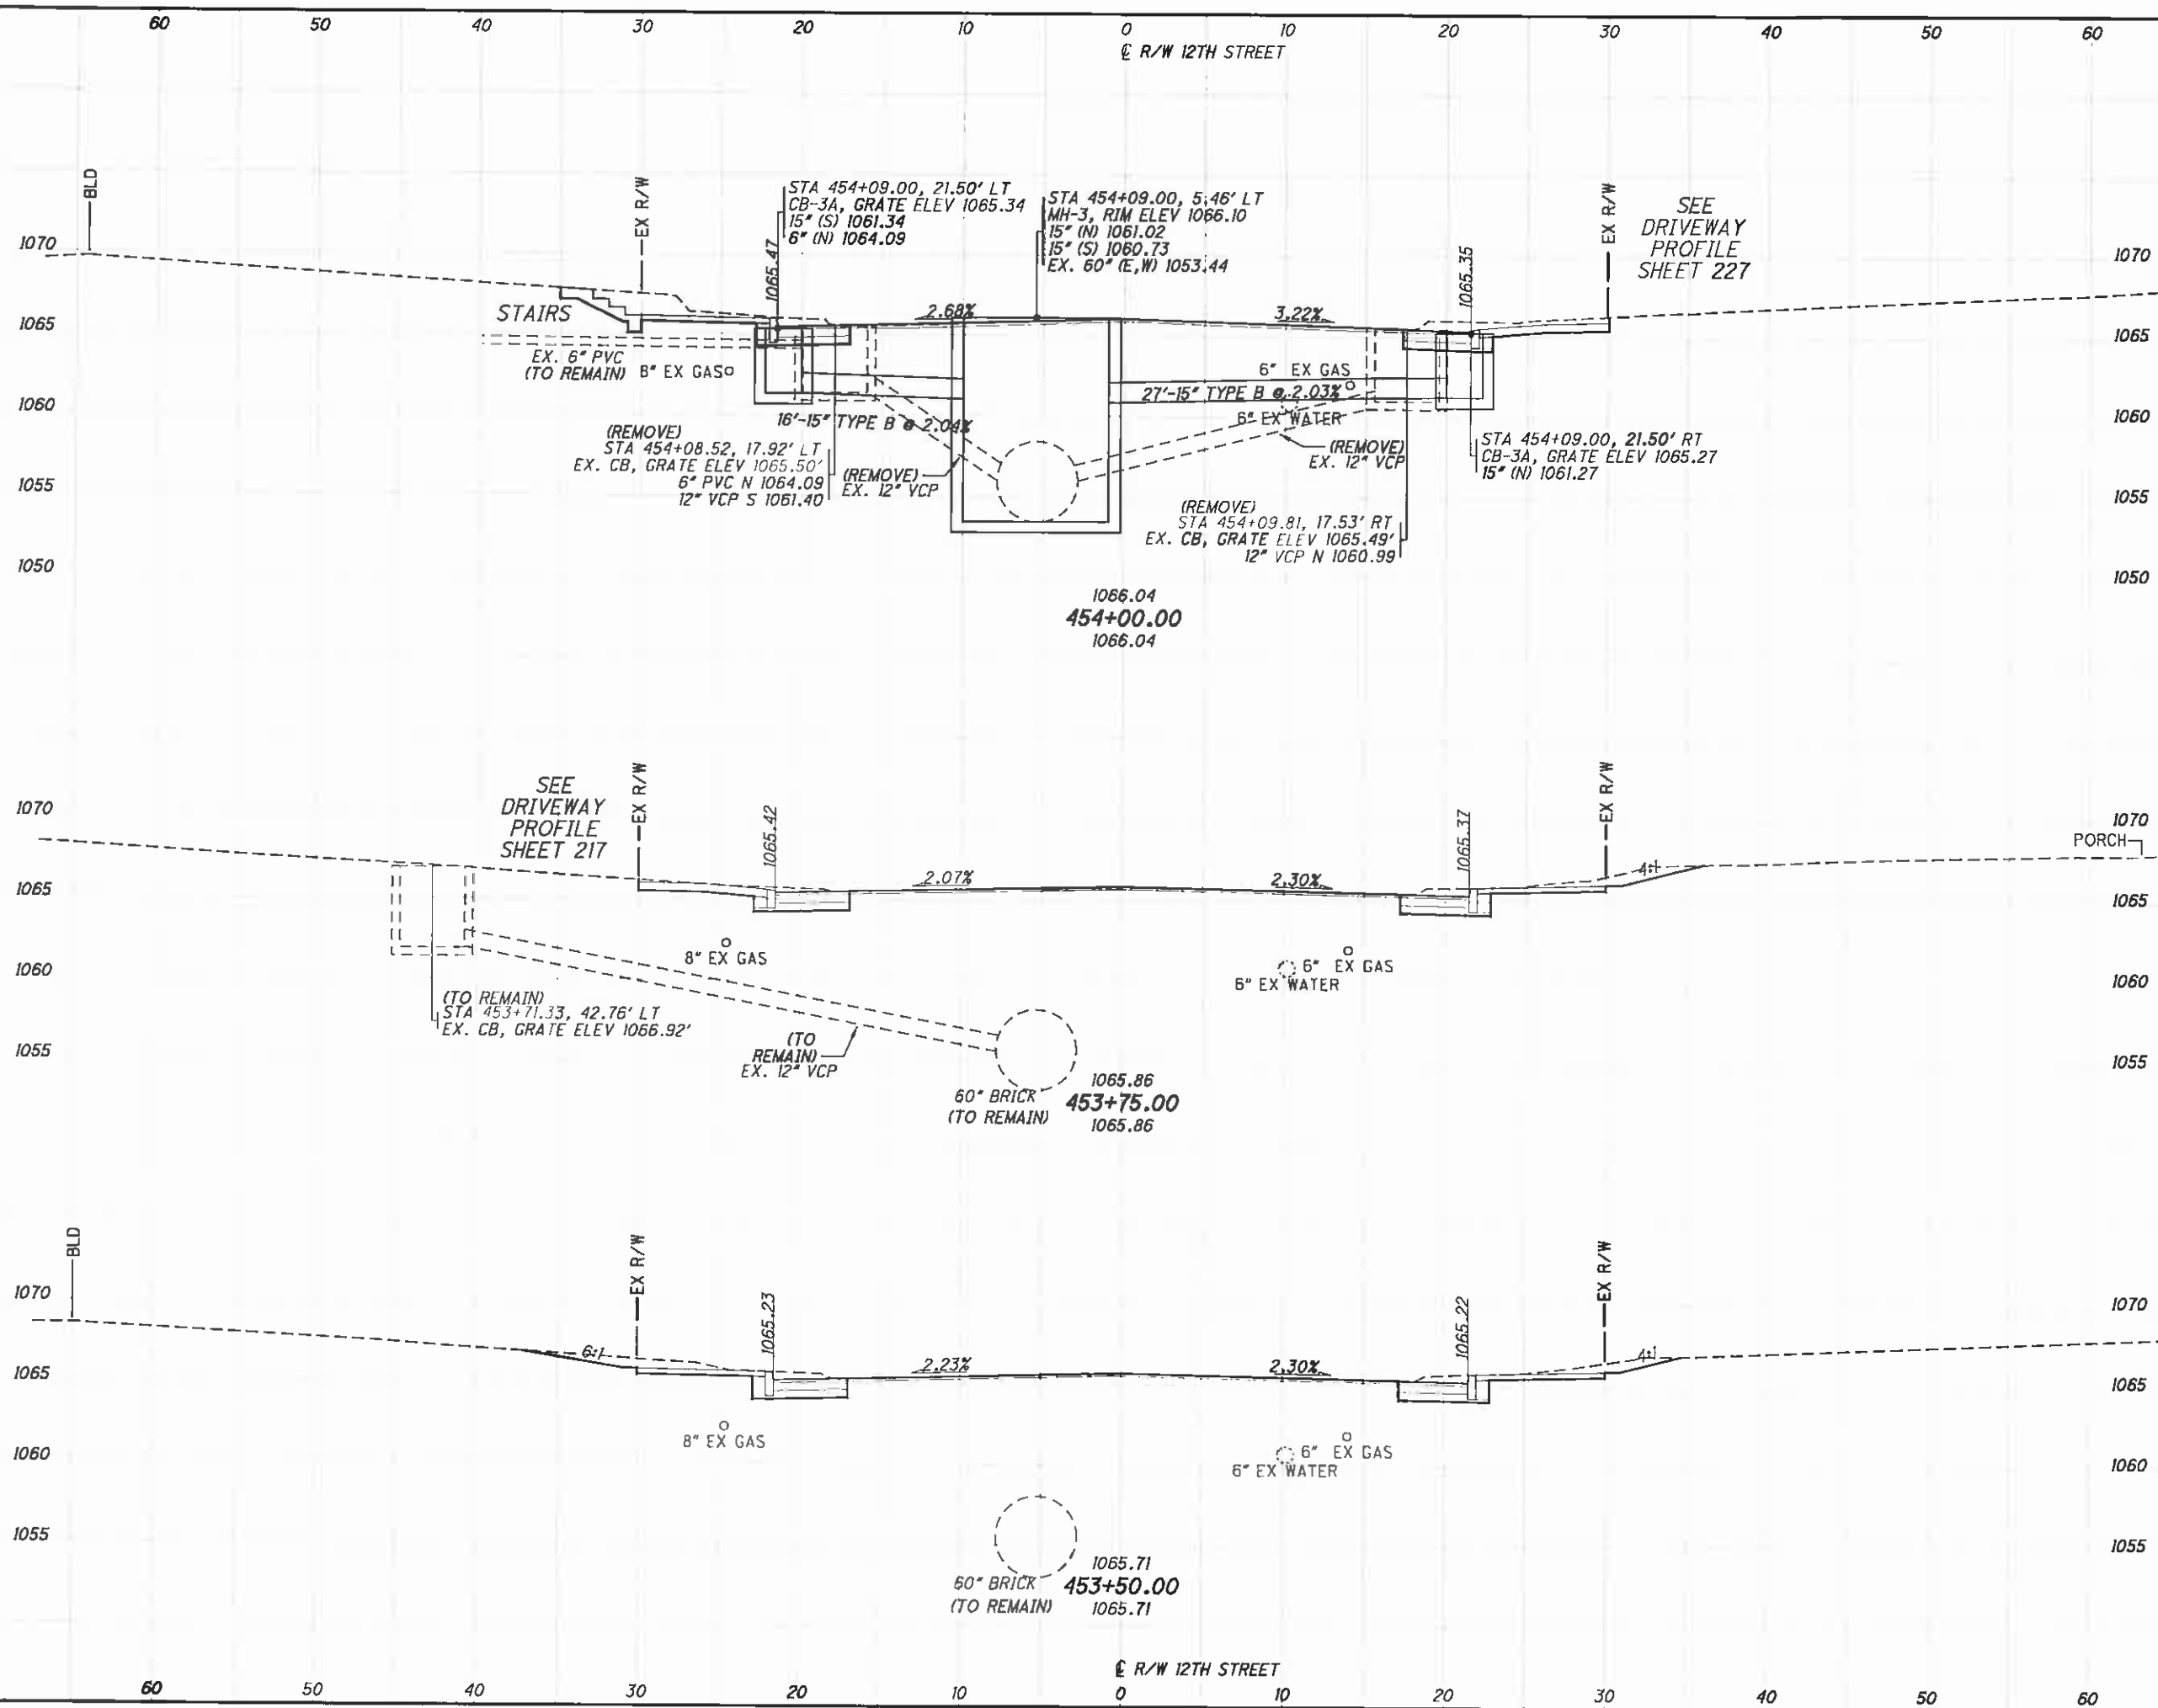 60 50 40 30 20 10 0 10 20 30 40 50 60
℄ R/W 12TH STREET
BLD
EX R/W
STA 454+09.00, 21.50' LT
CB-3A, GRATE ELEV 1065.34
15" (S) 1061.34
6" (N) 1064.09
1065.47
STA 454+09.00, 5.46' LT
MH-3, RIM ELEV 1066.10
15" (N) 1061.02
15" (S) 1060.73
EX. 60" (E,W) 1053.44
1065.35
EX R/W
SEE
DRIVEWAY
PROFILE
SHEET 227
1070
1070
1065
STAIRS
2.68%
3.22%
1065
EX. 6" PVC
(TO REMAIN)
8" EX GAS
6" EX GAS
27'-15" TYPE B @ 2.03%
1060
16'-15" TYPE B @ 2.04%
6" EX WATER
1060
(REMOVE)
STA 454+08.52, 17.92' LT
EX. CB, GRATE ELEV 1065.50'
6" PVC N 1064.09
12" VCP S 1061.40
(REMOVE)
EX. 12" VCP
(REMOVE)
EX. 12" VCP
STA 454+09.00, 21.50' RT
CB-3A, GRATE ELEV 1065.27
15" (N) 1061.27
1055
1055
(REMOVE)
STA 454+09.81, 17.53' RT
EX. CB, GRATE ELEV 1065.49'
12" VCP N 1060.99
1050
1050
1066.04
454+00.00
1066.04
SEE
DRIVEWAY
PROFILE
SHEET 217
EX R/W
1065.42
1065.37
EX R/W
1070
1070
PORCH
1065
2.07%
2.30%
4:1
1065
8" EX GAS
6" EX GAS
6" EX WATER
1060
1060
(TO REMAIN)
STA 453+71.33, 42.76' LT
EX. CB, GRATE ELEV 1066.92'
(TO
REMAIN)
EX. 12" VCP
1055
1055
60" BRICK
(TO REMAIN)
1065.86
453+75.00
1065.86
BLD
EX R/W
1065.23
1065.22
EX R/W
1070
1070
1065
6:1
2.23%
2.30%
4:1
1065
8" EX GAS
6" EX GAS
6" EX WATER
1060
1060
1055
1055
60" BRICK
(TO REMAIN)
1065.71
453+50.00
1065.71
℄ R/W 12TH STREET
60 50 40 30 20 10 0 10 20 30 40 50 60